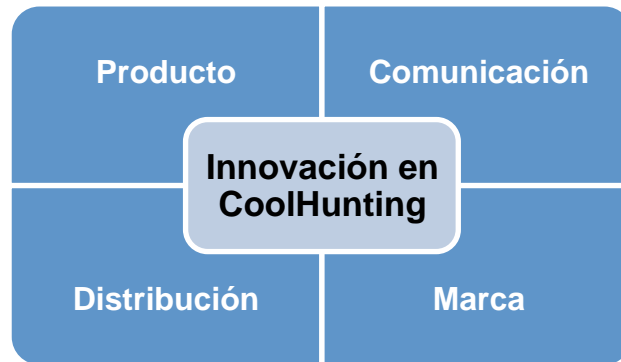 Producto
Comunicación
Innovación en
CoolHunting
Distribución
Marca